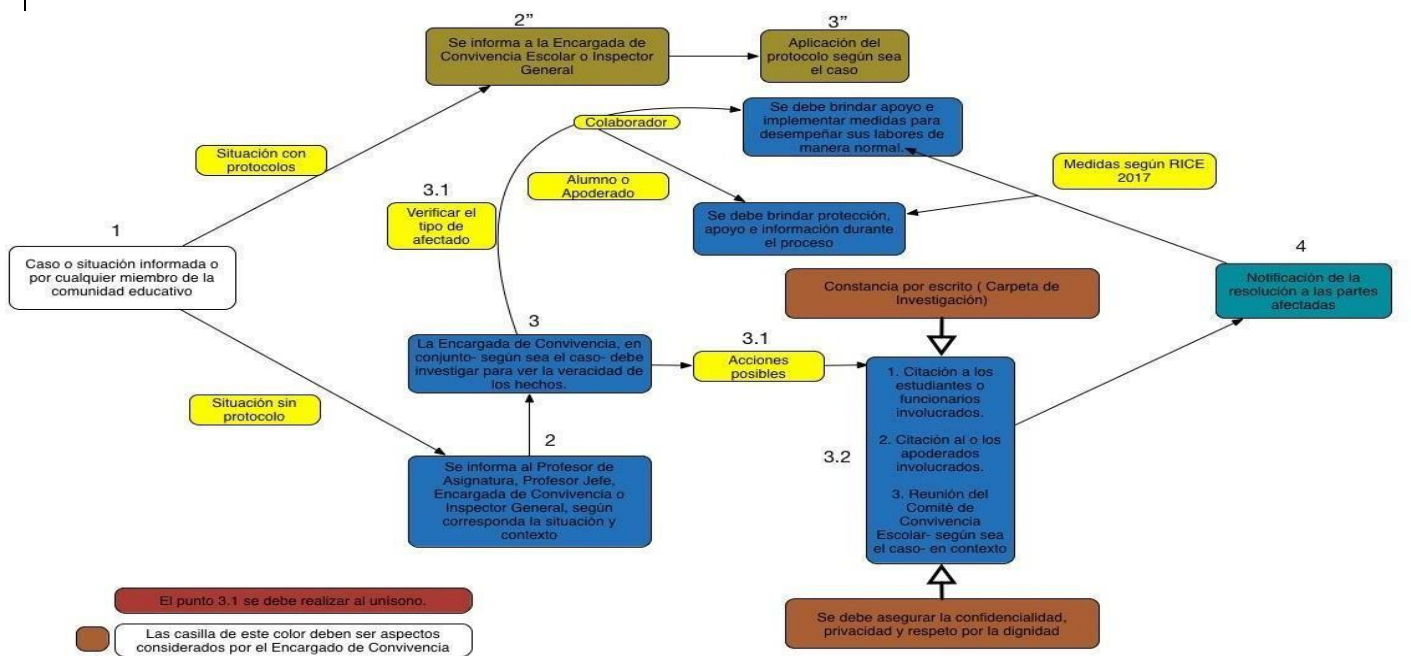 2”
Se informa a la Encargada de
Convivencia Escolar o Inspector
General
3”
Aplicación del
protocolo según sea
el caso
Colaborador
Se debe brindar apoyo e
implementar medidas para
desempeñar sus labores de
manera normal.
Situación con
protocolos
Alumno o
Apoderado
Medidas según RICE
2017
3.1
Verificar el
tipo de
afectado
Se debe brindar protección,
apoyo e información durante
el proceso
1
Caso o situación informada o
por cualquier miembro de la
comunidad educativo
4
Notificación de la
resolución a las partes
afectadas
Constancia por escrito ( Carpeta de
Investigación)
3
La Encargada de Convivencia, en
conjunto- según sea el caso- debe
investigar para ver la veracidad de
los hechos.
3.1
Acciones
posibles
3.2
1. Citación a los
estudiantes o
funcionarios
involucrados.
2. Citación al o los
apoderados
involucrados.
3. Reunión del
Comité de
Convivencia
Escolar- según sea
el caso- en contexto
Situación sin
protocolo
2
Se informa al Profesor de
Asignatura, Profesor Jefe,
Encargada de Convivencia o
Inspector General, según
corresponda la situación y
contexto
Se debe asegurar la confidencialidad,
privacidad y respeto por la dignidad
El punto 3.1 se debe realizar al unísono.
Las casilla de este color deben ser aspectos
considerados por el Encargado de Convivencia